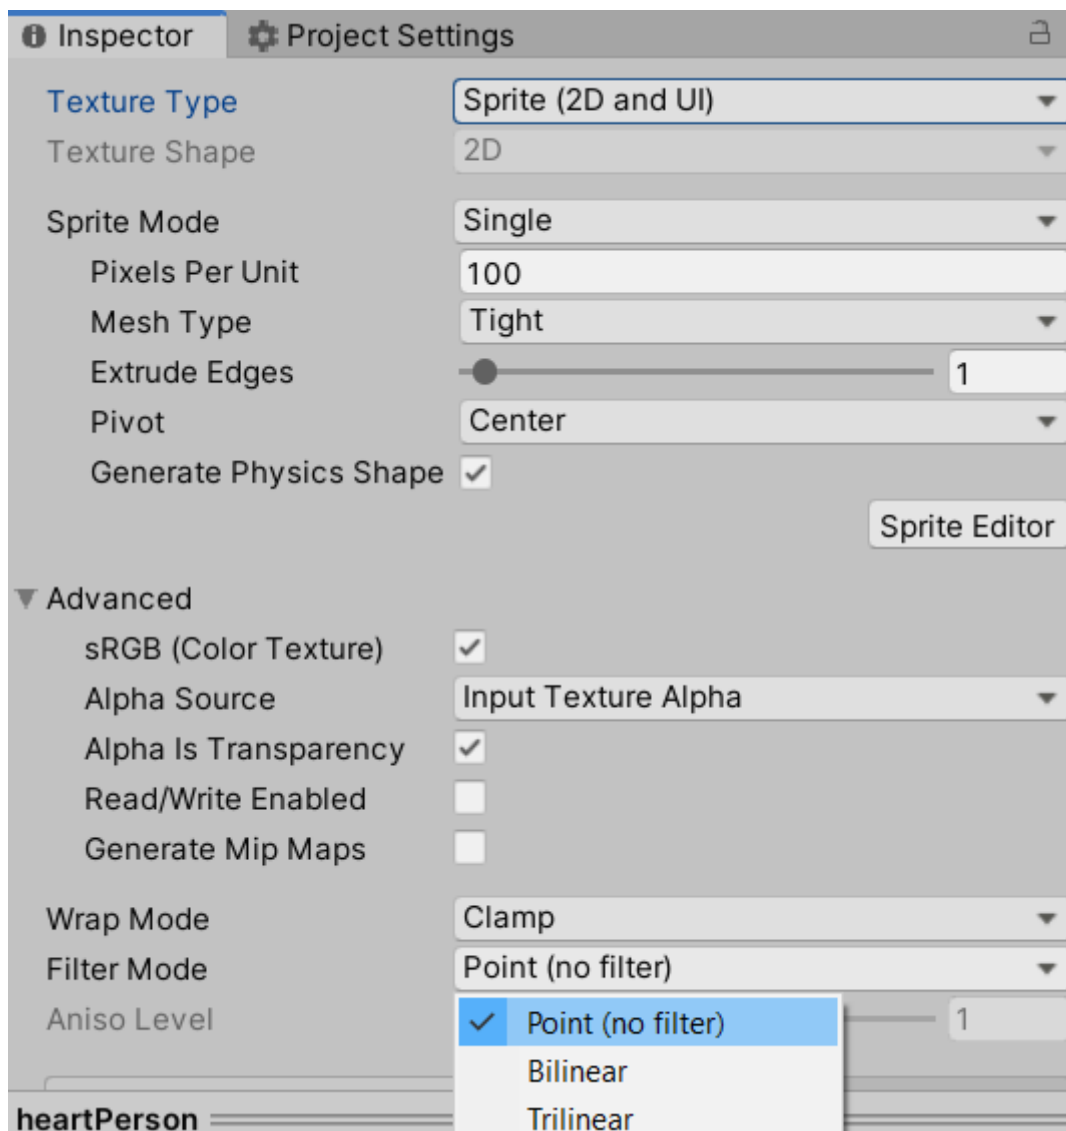 Inspector Project Settings
Texture Type Sprite (2D and UI)
Texture Shape 2D
Sprite Mode Single
Pixels Per Unit 100
Mesh Type Tight
Extrude Edges 1
Pivot Center
Generate Physics Shape
Sprite Editor
Advanced
sRGB (Color Texture)
Alpha Source Input Texture Alpha
Alpha Is Transparency
Read/Write Enabled
Generate Mip Maps
Wrap Mode Clamp
Filter Mode Point (no filter)
Aniso Level Point (no filter) 1
Bilinear
heartPerson Trilinear